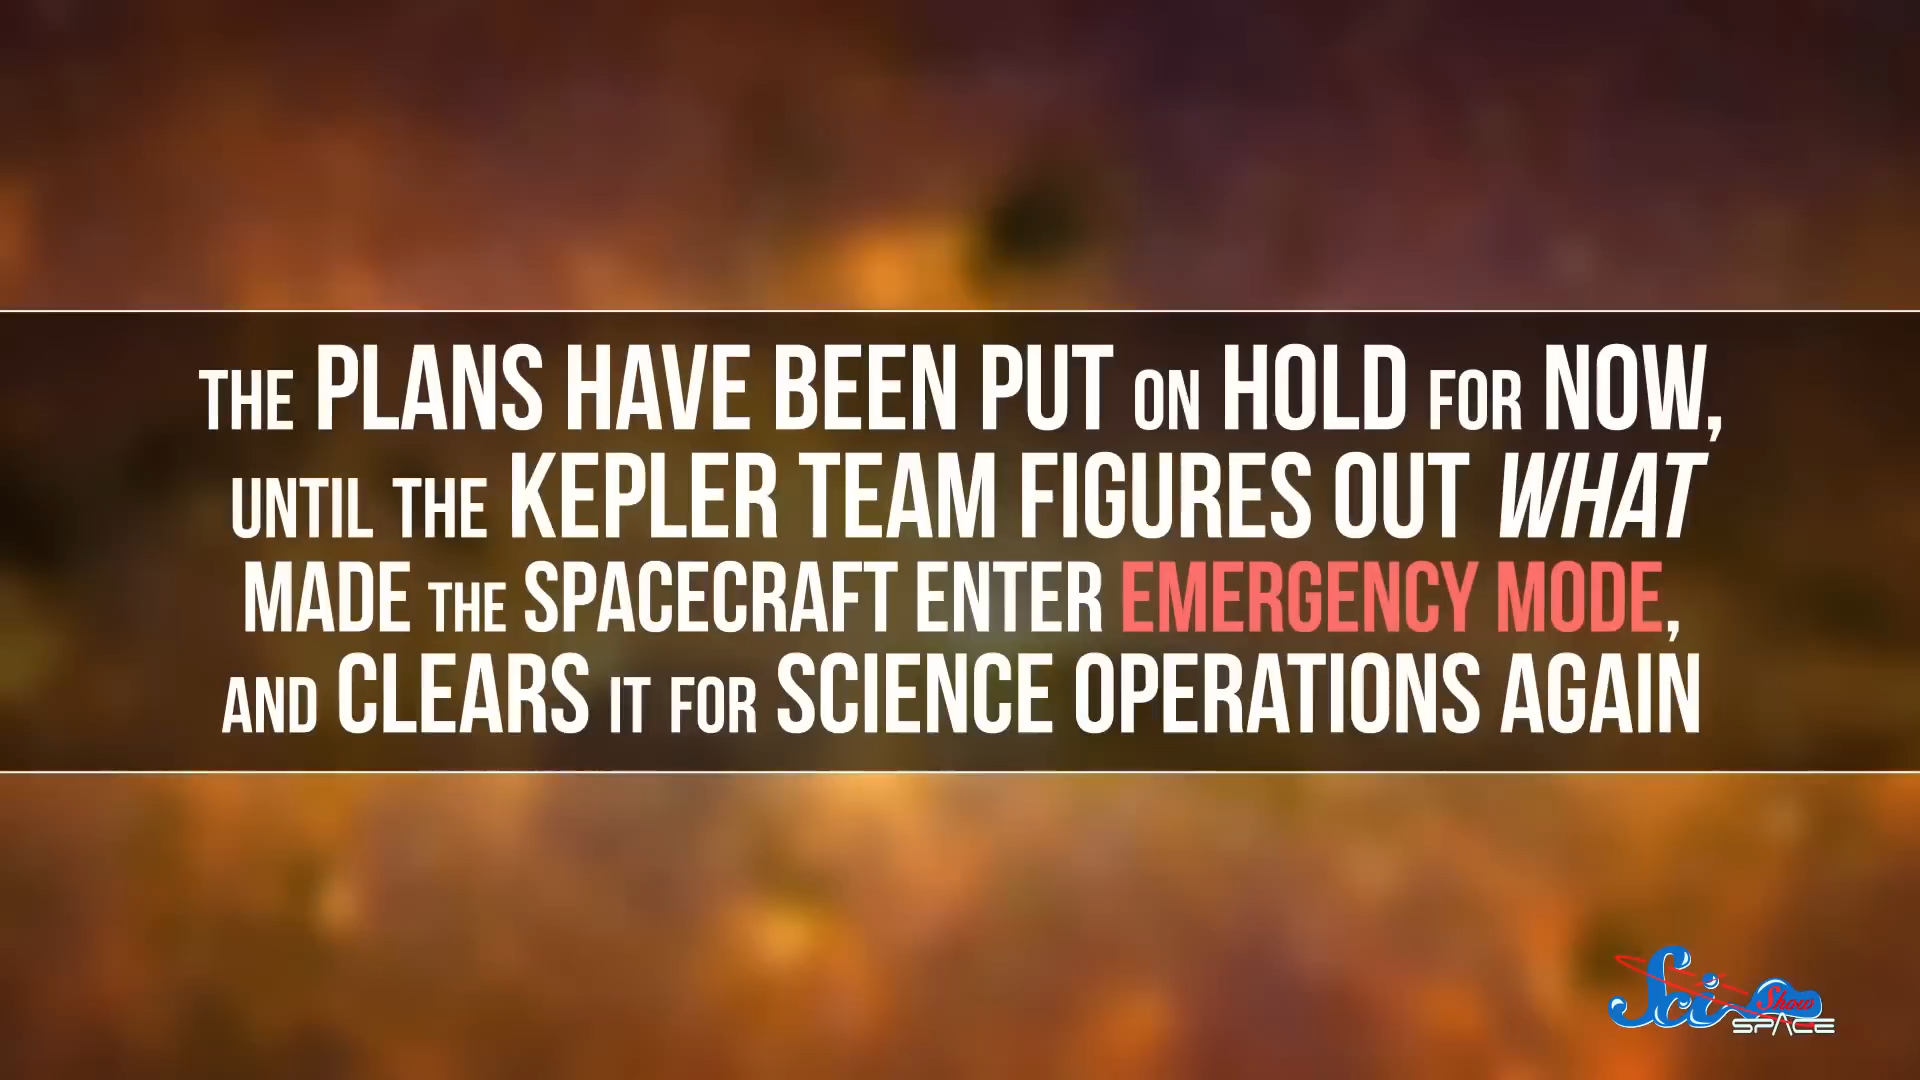 THE PLANS HAVE BEEN PUT ON HOLD FOR NOW,
UNTIL THE KEPLER TEAM FIGURES OUT WHAT
MADE THE SPACECRAFT ENTER EMERGENCY MODE,
AND CLEARS IT FOR SCIENCE OPERATIONS AGAIN
Sci Show
SPACE